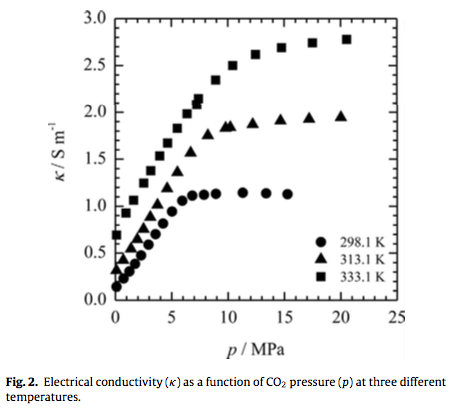 3.0
2.5
2.0
1.5
1.0
0.5
0.0
κ / S m⁻¹
298.1 K
313.1 K
333.1 K
0 5 10 15 20 25
p / MPa
Fig. 2. Electrical conductivity (κ) as a function of CO₂ pressure (p) at three different
temperatures.